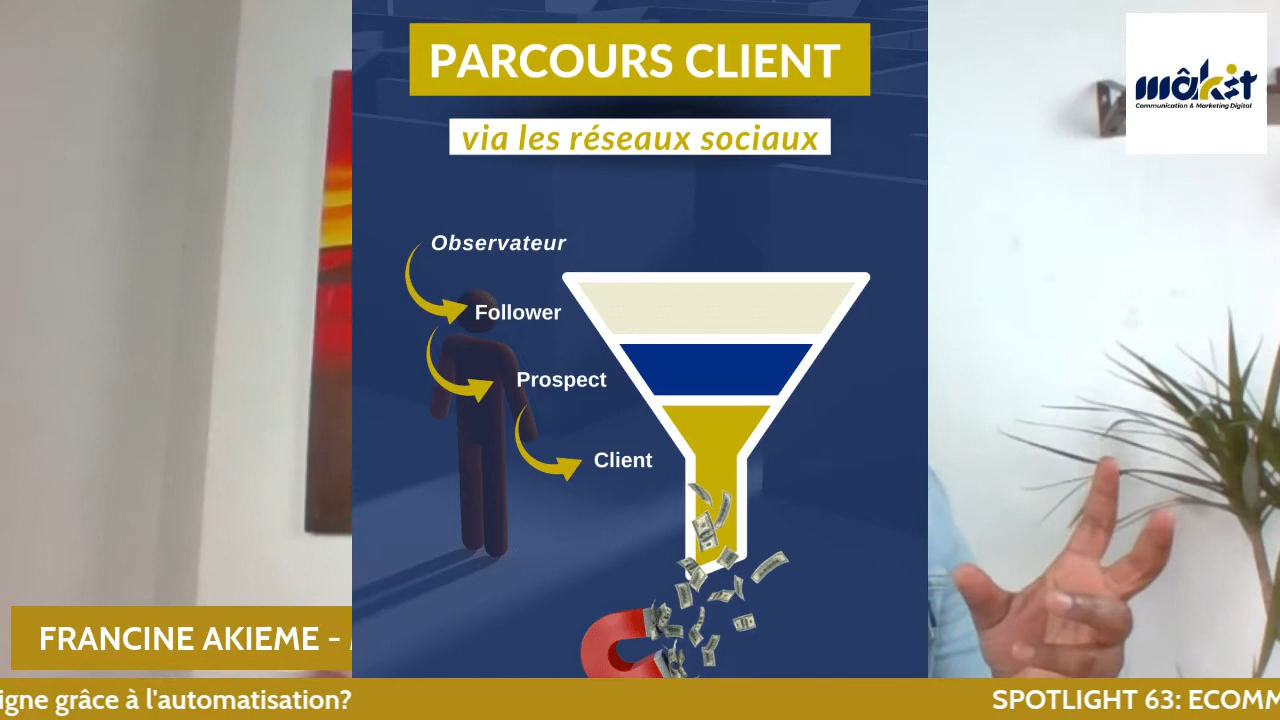 PARCOURS CLIENT
via les réseaux sociaux
mâkit
Communication & Marketing Digital
Observateur
Follower
Prospect
Client
FRANCINE AKIEME -
igne grâce à l'automatisation?
SPOTLIGHT 63: ECOMM